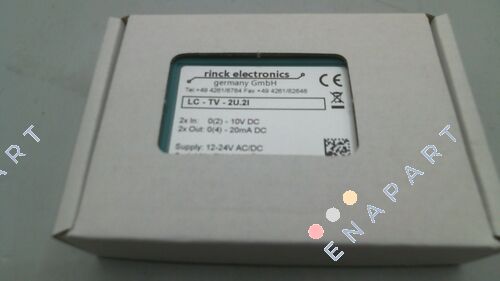 rinck electronics
germany GmbH
Tel +49 4261/8784 Fax +49 4261/82648
CE
LC - TV - 2U.2I
2x In: 0(2) - 10V DC
2x Out: 0(4) - 20mA DC
Supply: 12-24V AC/DC
ENAPART
ENAPART